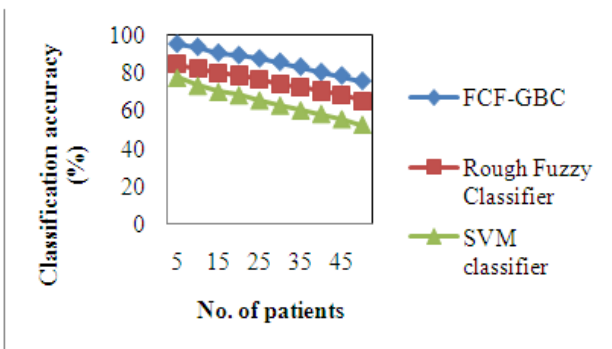 Classification accuracy
(%)
100
80
60
40
20
0
5 15 25 35 45
No. of patients
FCF-GBC
Rough Fuzzy
Classifier
SVM
classifier